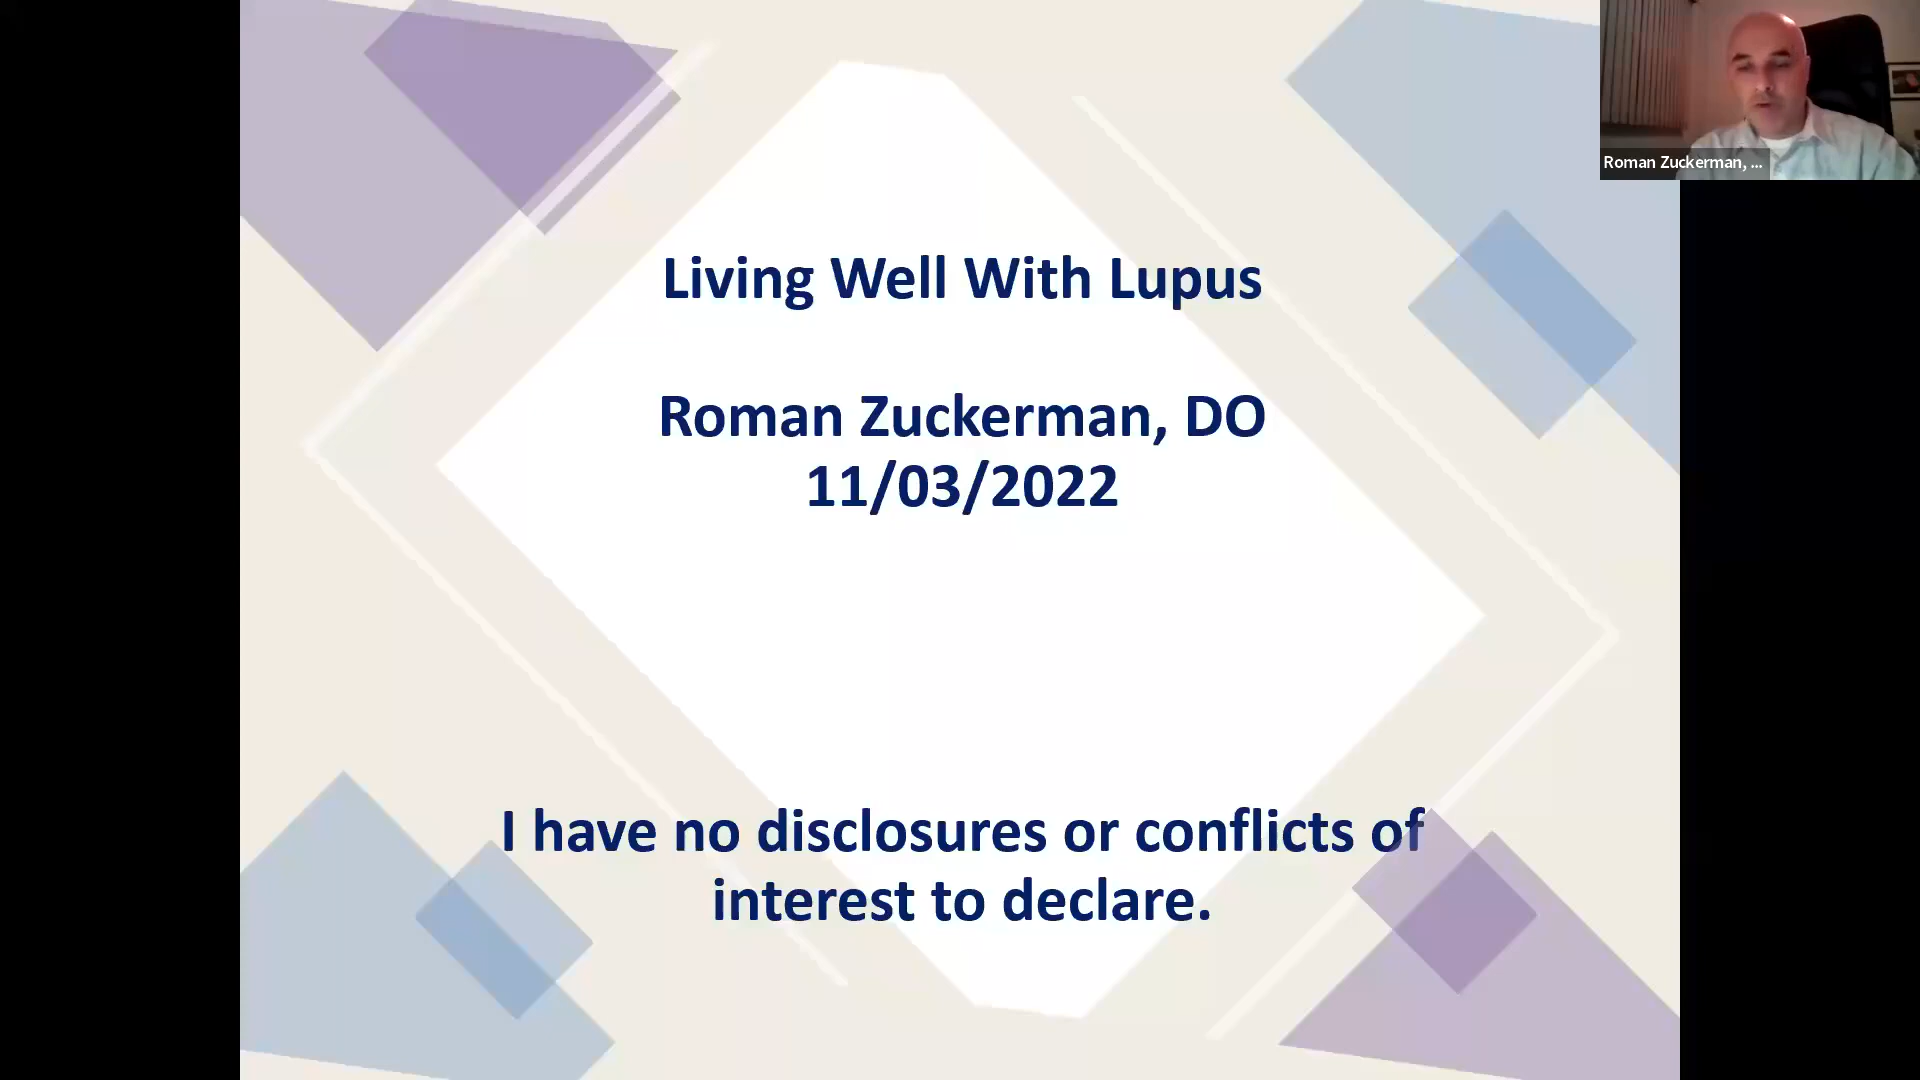 Roman Zuckerman, ...
Living Well With Lupus
Roman Zuckerman, DO
11/03/2022
I have no disclosures or conflicts of
interest to declare.